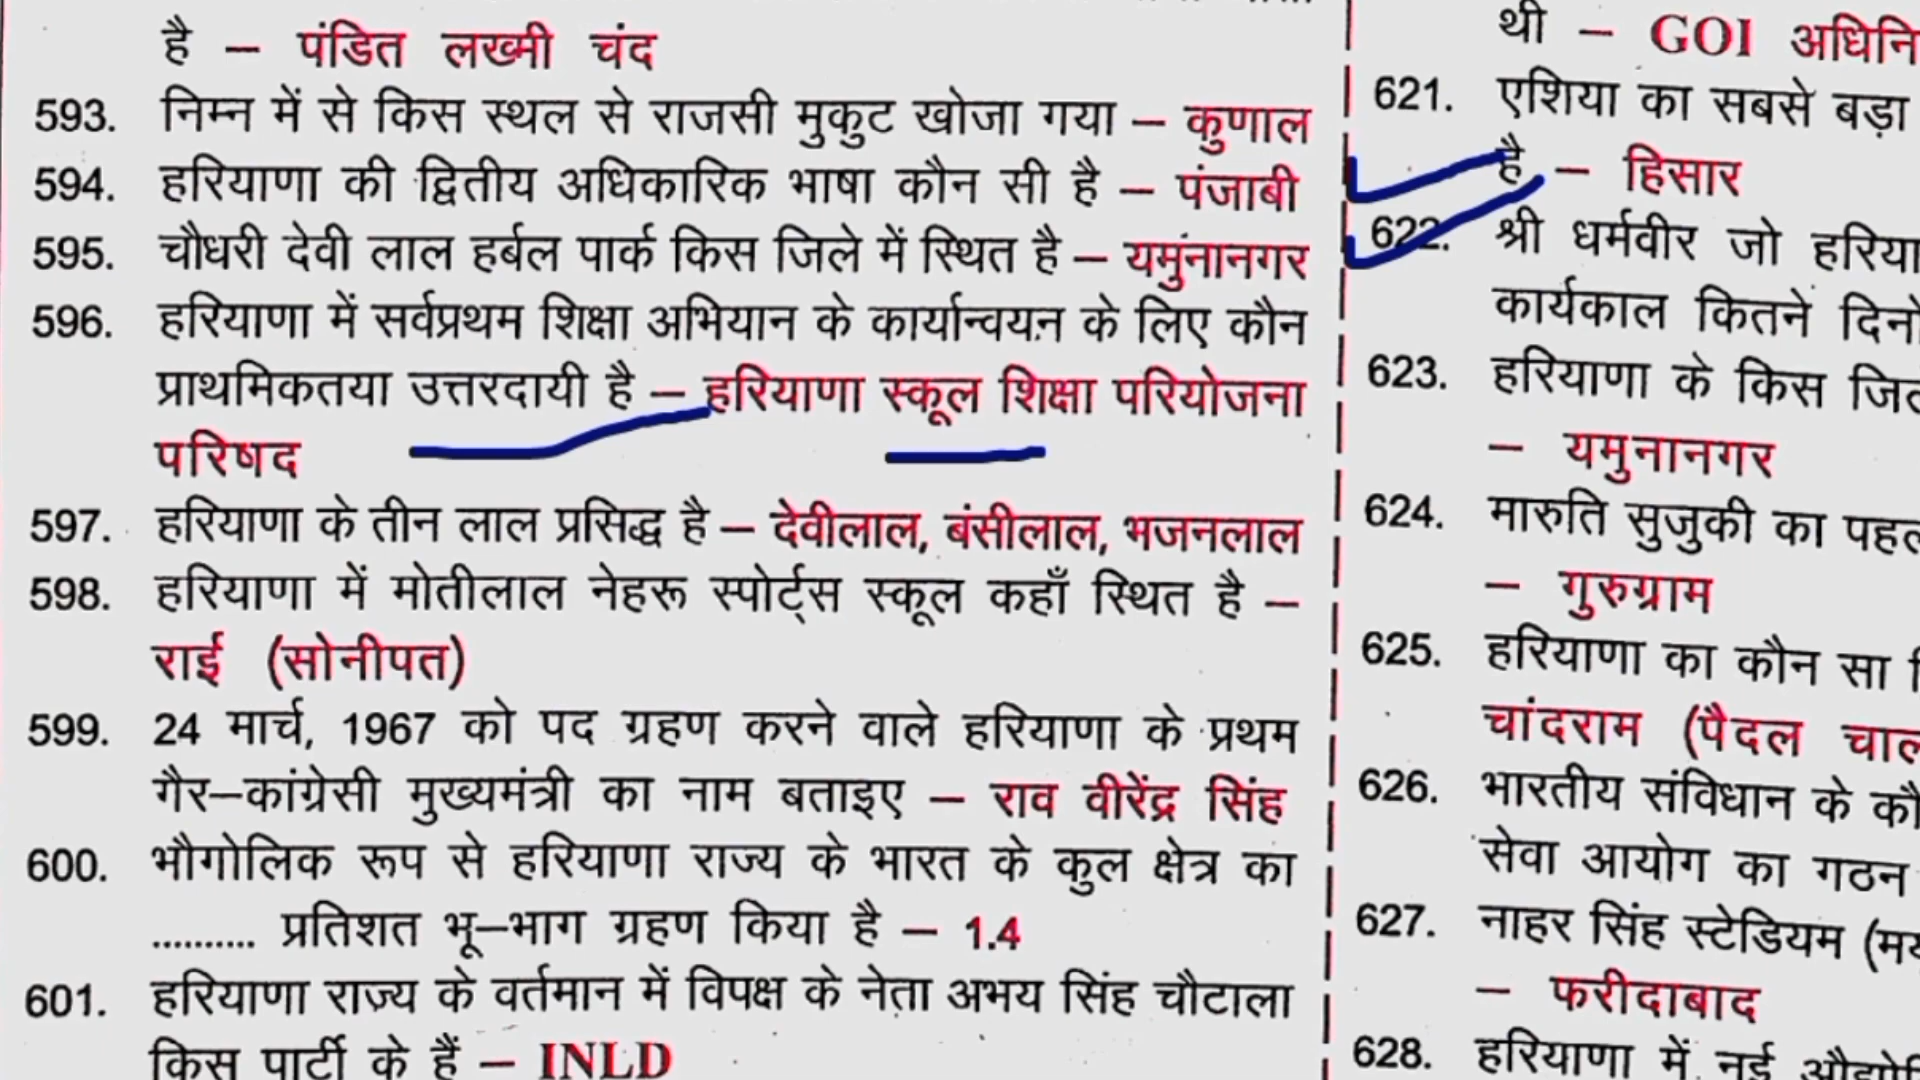 है – पंडित लख्मी चंद
593. निम्न में से किस स्थल से राजसी मुकुट खोजा गया – कुणाल
594. हरियाणा की द्वितीय अधिकारिक भाषा कौन सी है – पंजाबी
595. चौधरी देवी लाल हर्बल पार्क किस जिले में स्थित है – यमुंनानगर
596. हरियाणा में सर्वप्रथम शिक्षा अभियान के कार्यान्वयन के लिए कौन
प्राथमिकतया उत्तरदायी है – हरियाणा स्कूल शिक्षा परियोजना
परिषद
597. हरियाणा के तीन लाल प्रसिद्ध है – देवीलाल, बंसीलाल, भजनलाल
598. हरियाणा में मोतीलाल नेहरू स्पोर्ट्स स्कूल कहाँ स्थित है –
राई (सोनीपत)
599. 24 मार्च, 1967 को पद ग्रहण करने वाले हरियाणा के प्रथम
गैर–कांग्रेसी मुख्यमंत्री का नाम बताइए – राव वीरेंद्र सिंह
600. भौगोलिक रूप से हरियाणा राज्य के भारत के कुल क्षेत्र का
.......... प्रतिशत भू–भाग ग्रहण किया है – 1.4
601. हरियाणा राज्य के वर्तमान में विपक्ष के नेता अभय सिंह चौटाला
किस पार्टी के हैं – INLD
थी – GOI अधिनि
621. एशिया का सबसे बड़ा
है – हिसार
622. श्री धर्मवीर जो हरिया
कार्यकाल कितने दिनो
623. हरियाणा के किस जि
– यमुनानगर
624. मारुति सुजुकी का पहल
– गुरुग्राम
625. हरियाणा का कौन सा
चांदराम (पैदल चाल
626. भारतीय संविधान के कौ
सेवा आयोग का गठन
627. नाहर सिंह स्टेडियम (मय
– फरीदाबाद
628. हरियाणा में नई औद्योगि